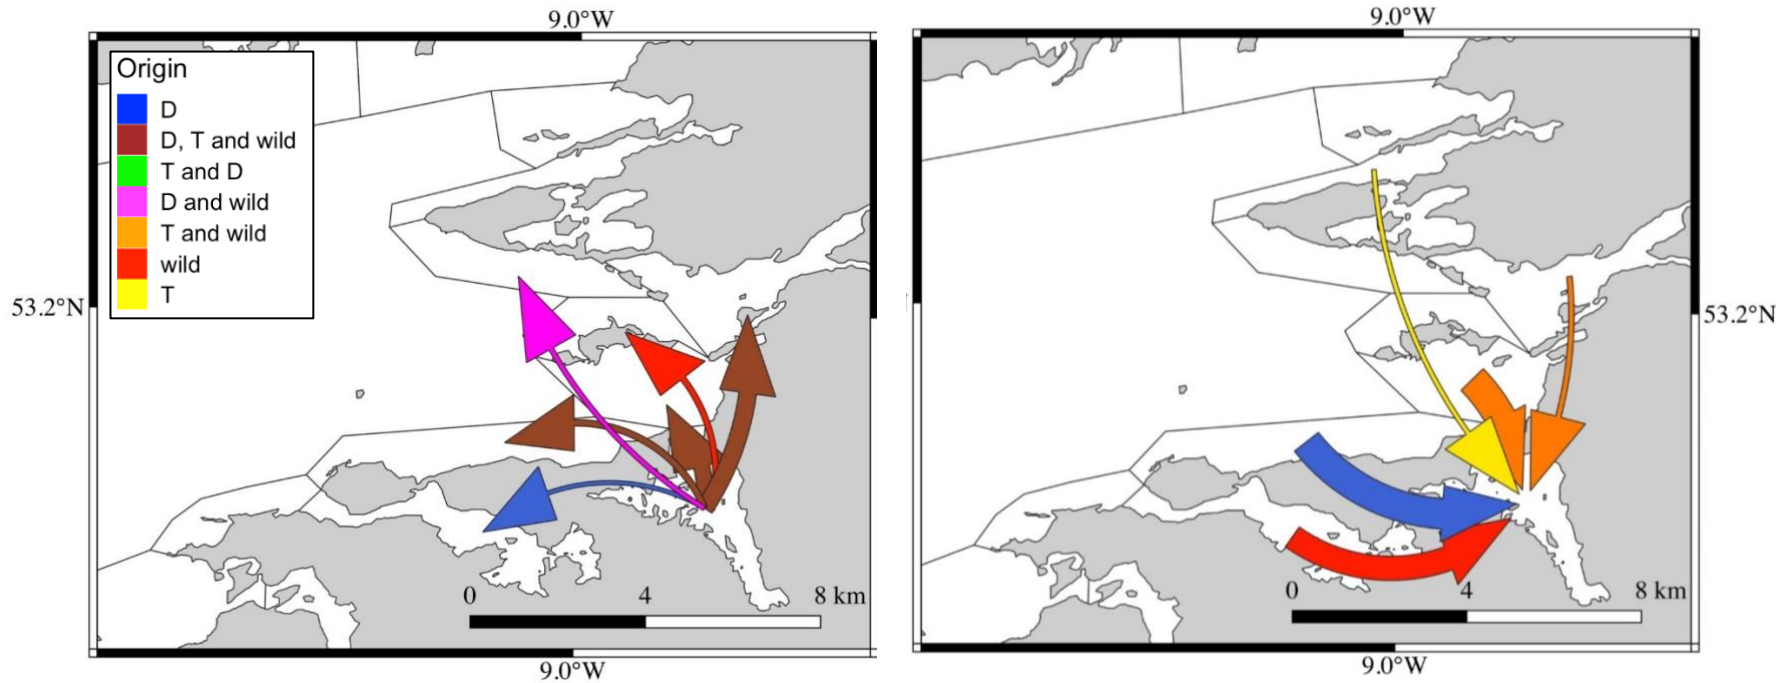 9.0°W
9.0°W
Origin
D
D, T and wild
T and D
D and wild
T and wild
wild
T
53.2°N
53.2°N
0 4 8 km
0 4 8 km
9.0°W
9.0°W